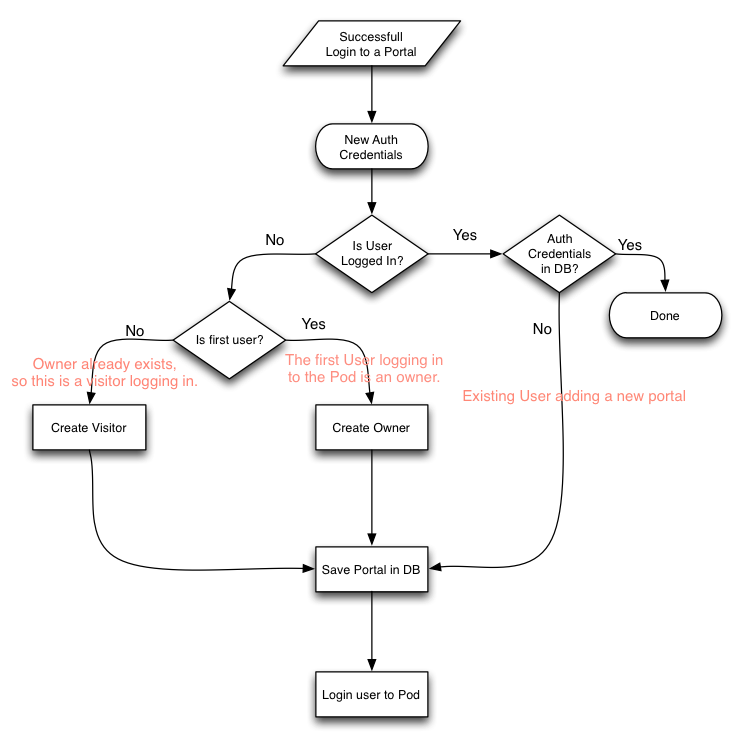 Successfull
Login to a Portal
New Auth
Credentials
Is User
Logged In?
No
Yes
Auth
Credentials
in DB?
Yes
Done
Is first user?
No
Yes
No
Owner already exists,
so this is a visitor logging in.
The first User logging in
to the Pod is an owner.
Existing User adding a new portal
Create Visitor
Create Owner
Save Portal in DB
Login user to Pod